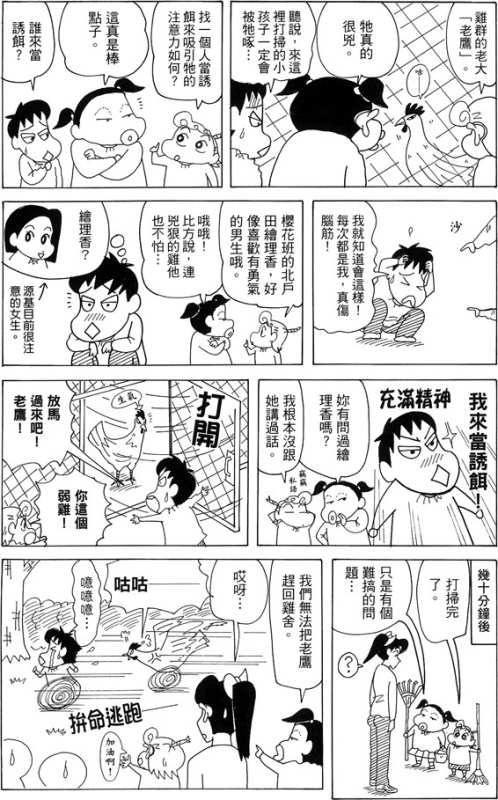 雞群的老大
「老鷹」。
咕
牠真的
很兇。
聽說，來這
裡打掃的小
孩子一定會
被牠啄…
找一個人當誘
餌來吸引牠的
注意力如何？
這真是棒
點子。
誰來當
誘餌？
沙
我就知道會這樣！
每次都是我，真傷
腦筋！
櫻花班的北戶
田繪理香，好
像喜歡有勇氣
的男生哦。
哦哦！
比方說，連
兇狠的雞他
也不怕…
繪理香？
源基目前很注
意的女生。
我來當誘餌！
充滿精神
妳有問過繪
理香嗎？
我根本沒跟
她講過話。
竊竊
私語
打開
生氣
放馬
過來吧！
老鷹！
你這個
弱雞！
幾十分鐘後
打掃完
了。
只是有個
難搞的問
題…
？
我們無法把老鷹
趕回雞舍。
哎呀…
咕咕
噫噫噫…
拚命逃跑
加油啊！